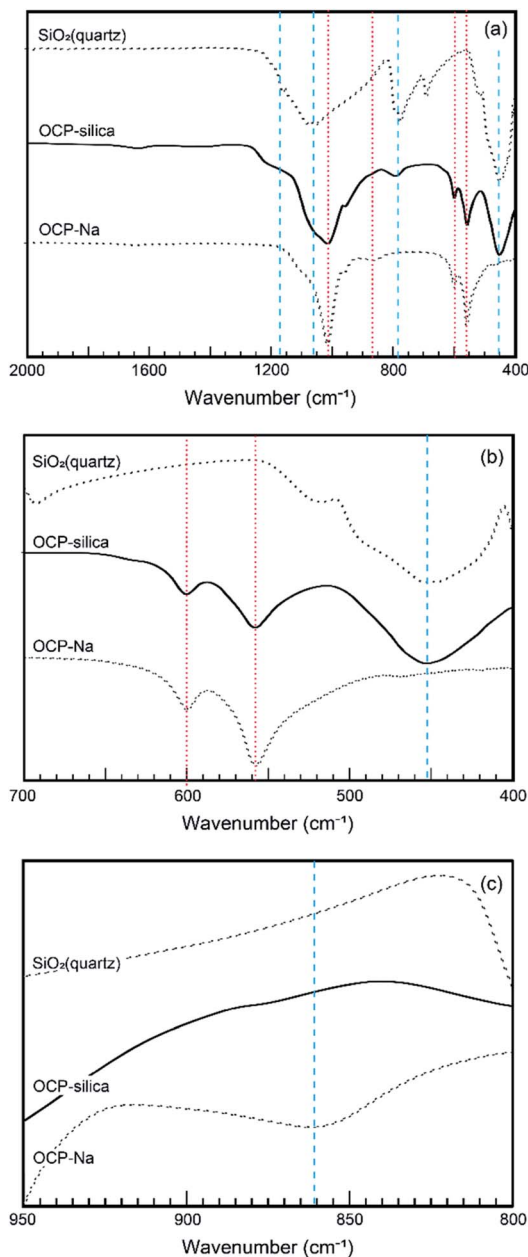 (a)
SiO₂(quartz)
OCP-silica
OCP-Na
2000 1600 1200 800 400
Wavenumber (cm⁻¹)
(b)
SiO₂(quartz)
OCP-silica
OCP-Na
700 600 500 400
Wavenumber (cm⁻¹)
(c)
SiO₂(quartz)
OCP-silica
OCP-Na
950 900 850 800
Wavenumber (cm⁻¹)